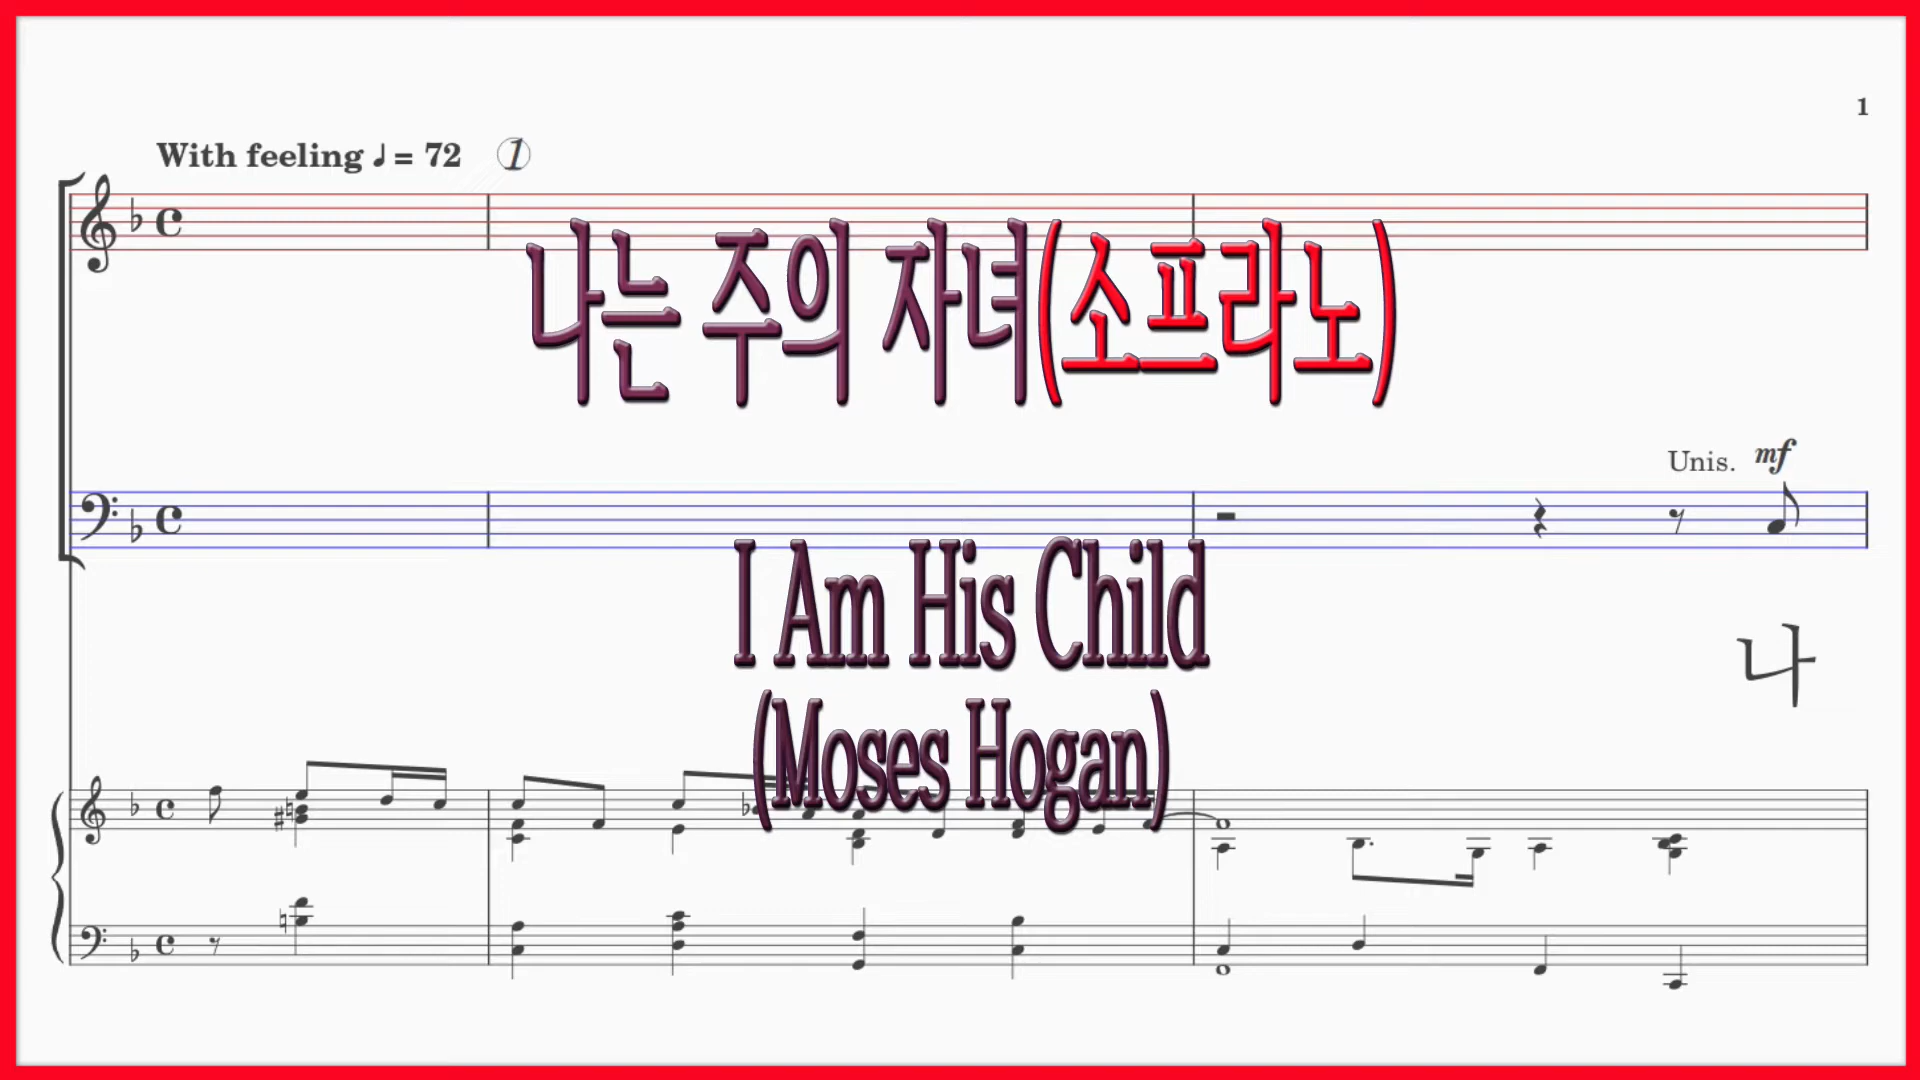 1
With feeling ♩= 72 ①
나는 주의 자녀(소프라노)
Unis. mf
I Am His Child
나
(Moses Hogan)